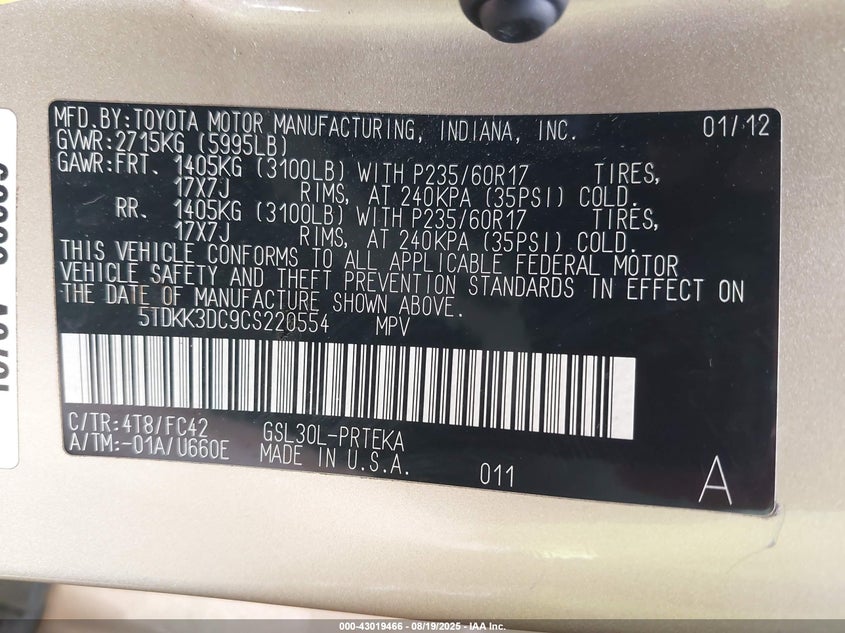 MFD.BY:TOYOTA MOTOR MANUFACTURING, INDIANA, INC. 01/12
GVWR:2715KG (5995LB)
GAWR:FRT. 1405KG (3100LB) WITH P235/60R17 TIRES,
17X7J RIMS, AT 240KPA (35PSI) COLD.
RR. 1405KG (3100LB) WITH P235/60R17 TIRES,
17X7J RIMS, AT 240KPA (35PSI) COLD.
THIS VEHICLE CONFORMS TO ALL APPLICABLE FEDERAL MOTOR
VEHICLE SAFETY AND THEFT PREVENTION STANDARDS IN EFFECT ON
THE DATE OF MANUFACTURE SHOWN ABOVE.
5TDKK3DC9CS220554 MPV
C/TR:4T8/FC42 GSL30L-PRTEKA
A/TM:-01A/U660E MADE IN U.S.A. 011 A
000-43019466 - 08/19/2025 - IAA Inc.